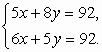 5x+8y = 92,
6x+5y = 92.